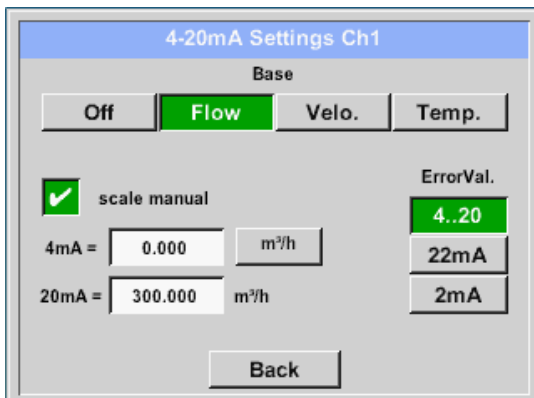 4-20mA Settings Ch1
Base
Off Flow Velo. Temp.
ErrorVal.
scale manual
4..20
4mA = 0.000 m³/h
22mA
20mA = 300.000 m³/h
2mA
Back